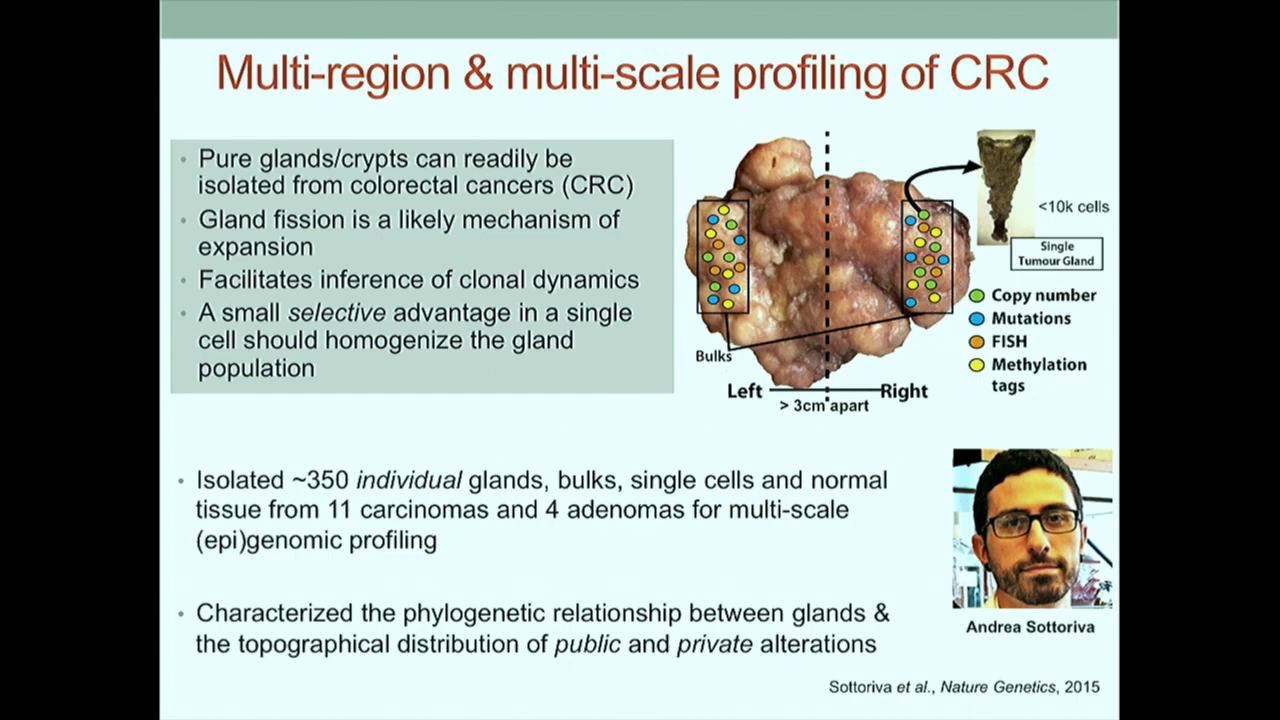 Multi-region & multi-scale profiling of CRC
• Pure glands/crypts can readily be
isolated from colorectal cancers (CRC)
• Gland fission is a likely mechanism of
expansion
• Facilitates inference of clonal dynamics
• A small selective advantage in a single
cell should homogenize the gland
population
<10k cells
Single
Tumour Gland
Copy number
Mutations
FISH
Methylation
tags
Bulks
Left
Right
> 3cm apart
• Isolated ~350 individual glands, bulks, single cells and normal
tissue from 11 carcinomas and 4 adenomas for multi-scale
(epi)genomic profiling
• Characterized the phylogenetic relationship between glands &
the topographical distribution of public and private alterations
Andrea Sottoriva
Sottoriva et al., Nature Genetics, 2015